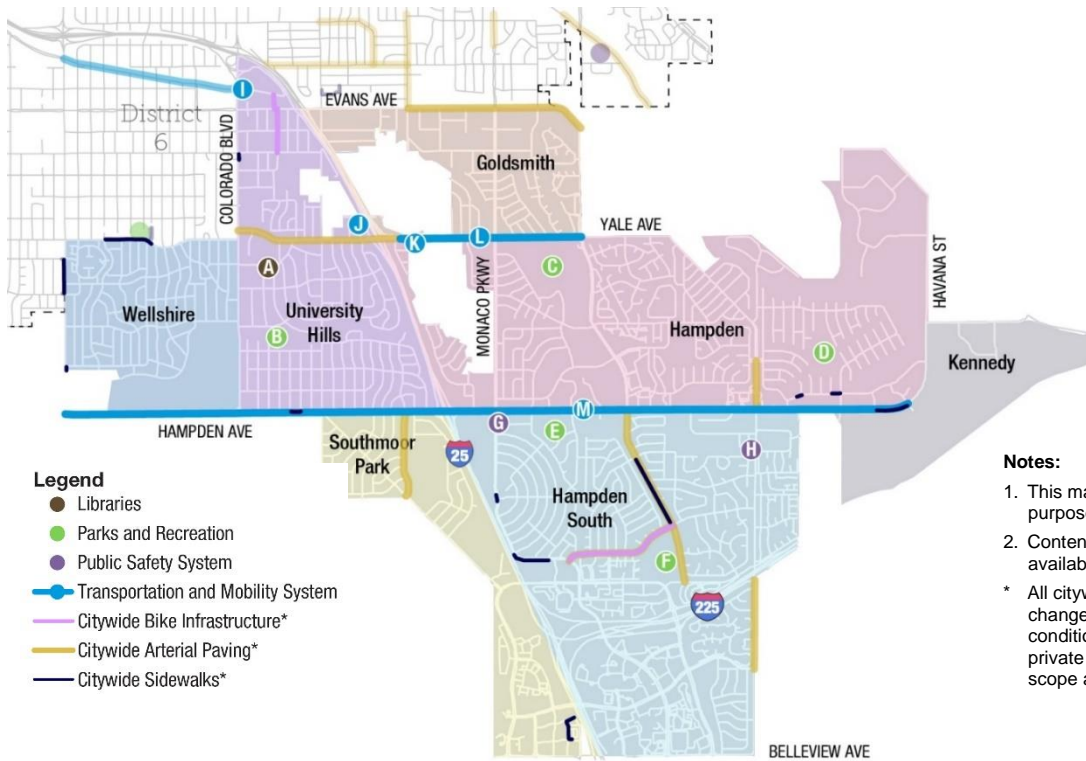 EVANS AVE
District
6
COLORADO BLVD
Goldsmith
I
J
K
L
YALE AVE
MONACO PKWY
HAVANA ST
A
C
Wellshire
University
Hills
B
Hampden
D
Kennedy
HAMPDEN AVE
M
G
E
H
Southmoor
Park
25
Hampden
South
F
225
BELLEVIEW AVE
Legend
Libraries
Parks and Recreation
Public Safety System
Transportation and Mobility System
Citywide Bike Infrastructure*
Citywide Arterial Paving*
Citywide Sidewalks*
Notes:
1. This ma
purpos
2. Conten
availab
* All cityw
change
conditio
private
scope a